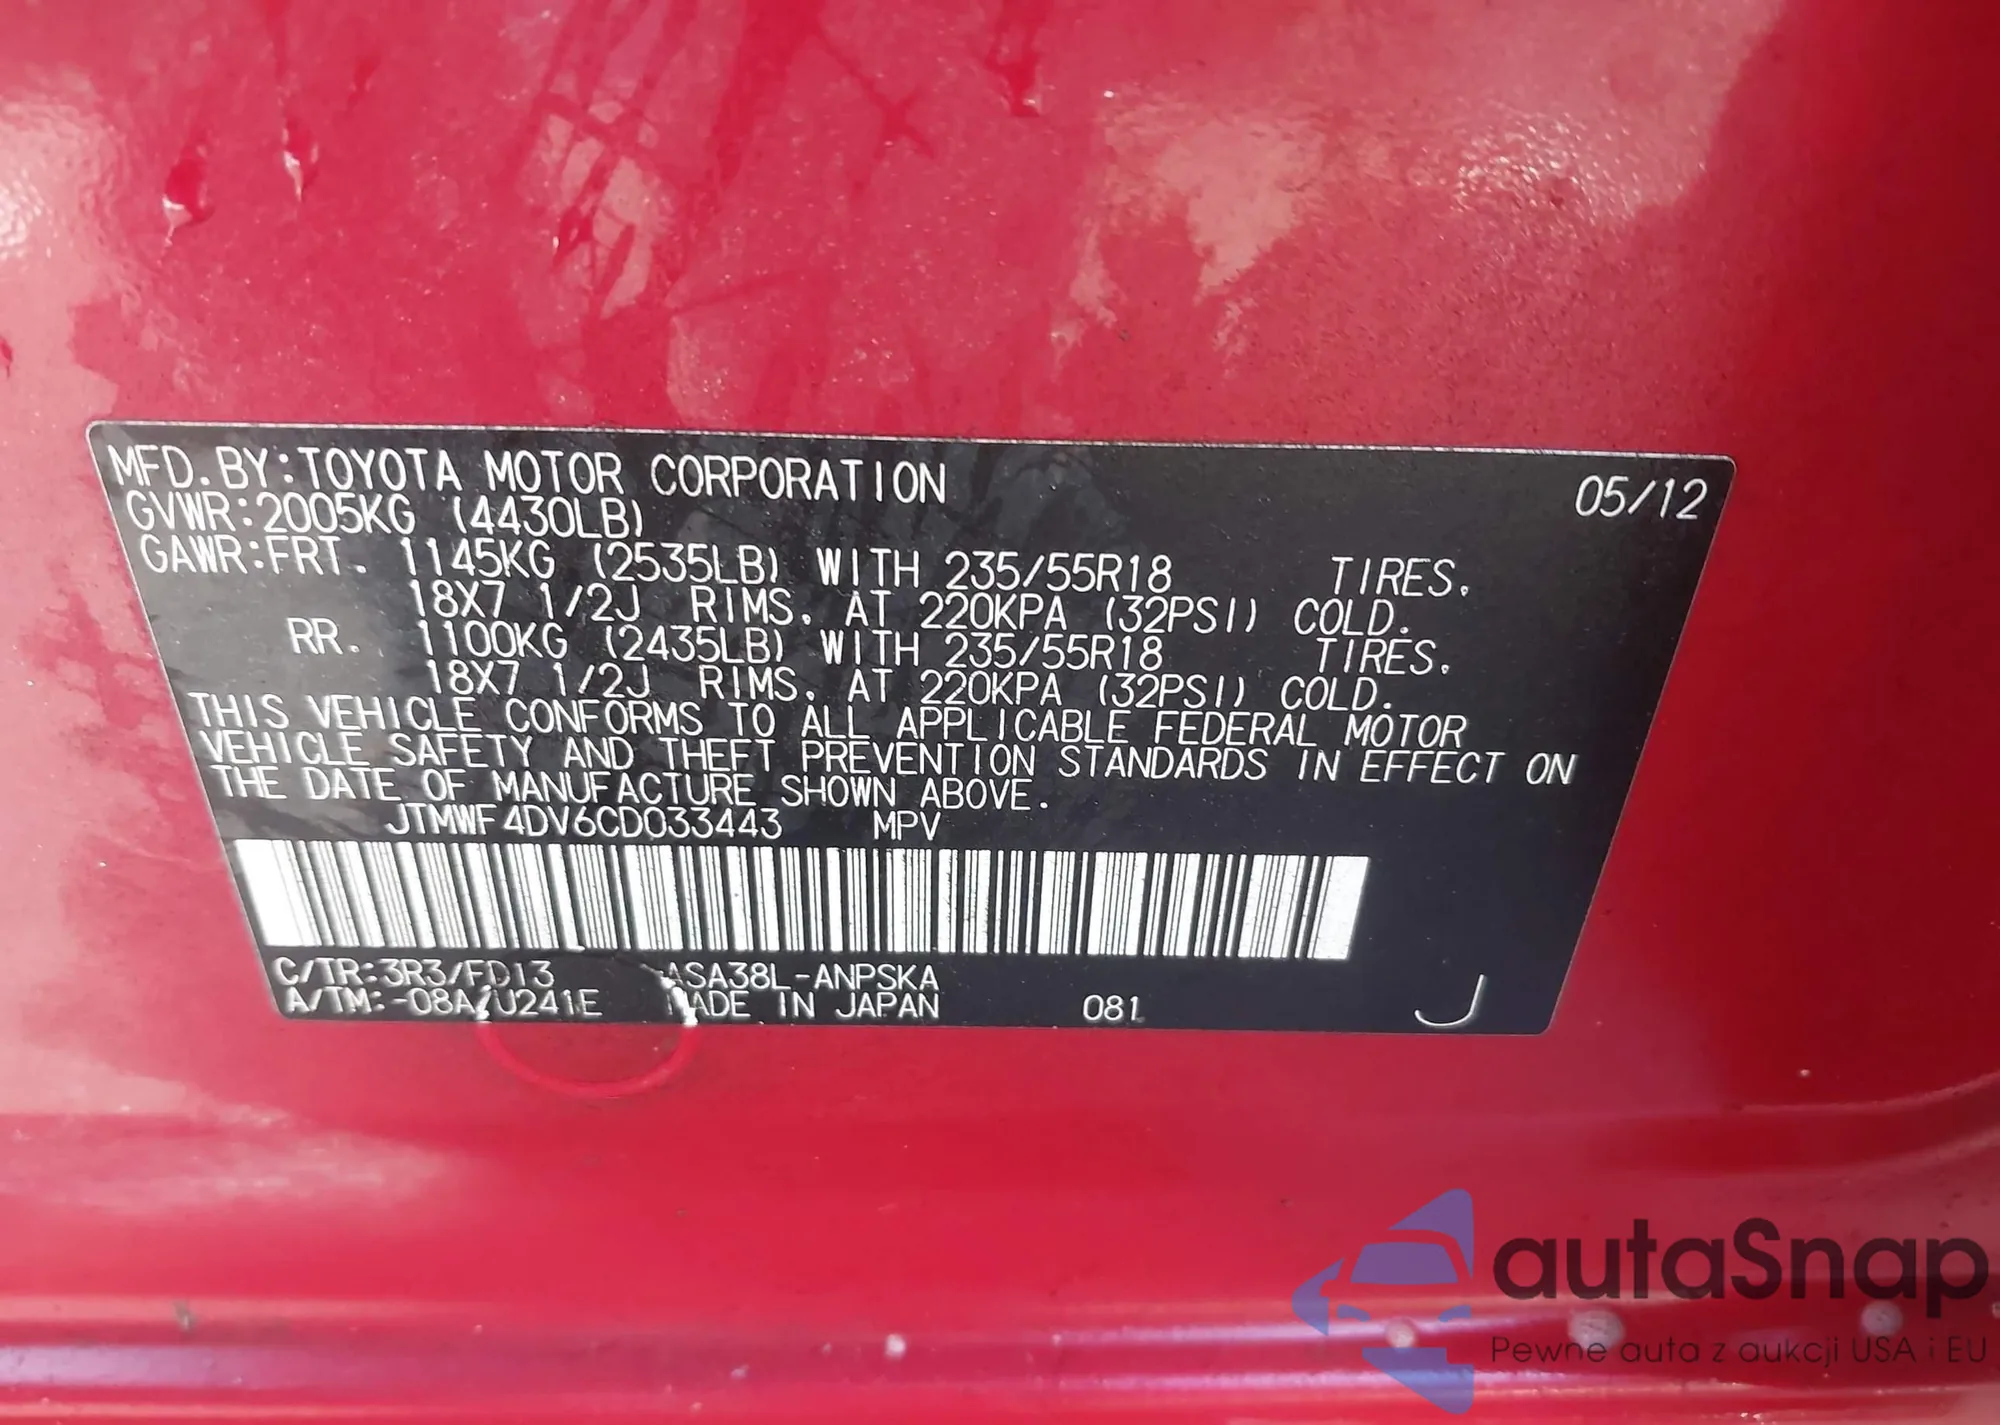 MFD. BY: TOYOTA MOTOR CORPORATION 05/12
GVWR: 2005KG (4430LB)
GAWR: FRT. 1145KG (2535LB) WITH 235/55R18 TIRES.
18X7 1/2J RIMS. AT 220KPA (32PSI) COLD.
RR. 1100KG (2435LB) WITH 235/55R18 TIRES.
18X7 1/2J RIMS. AT 220KPA (32PSI) COLD.
THIS VEHICLE CONFORMS TO ALL APPLICABLE FEDERAL MOTOR
VEHICLE SAFETY AND THEFT PREVENTION STANDARDS IN EFFECT ON
THE DATE OF MANUFACTURE SHOWN ABOVE.
JTMWF4DV6CD033443 MPV
C/TR: 3R3/FD13 ASA38L-ANPSKA
A/TM: -08A/U241E MADE IN JAPAN 081 J
autaSnap
Pewne auta z aukcji USA i EU